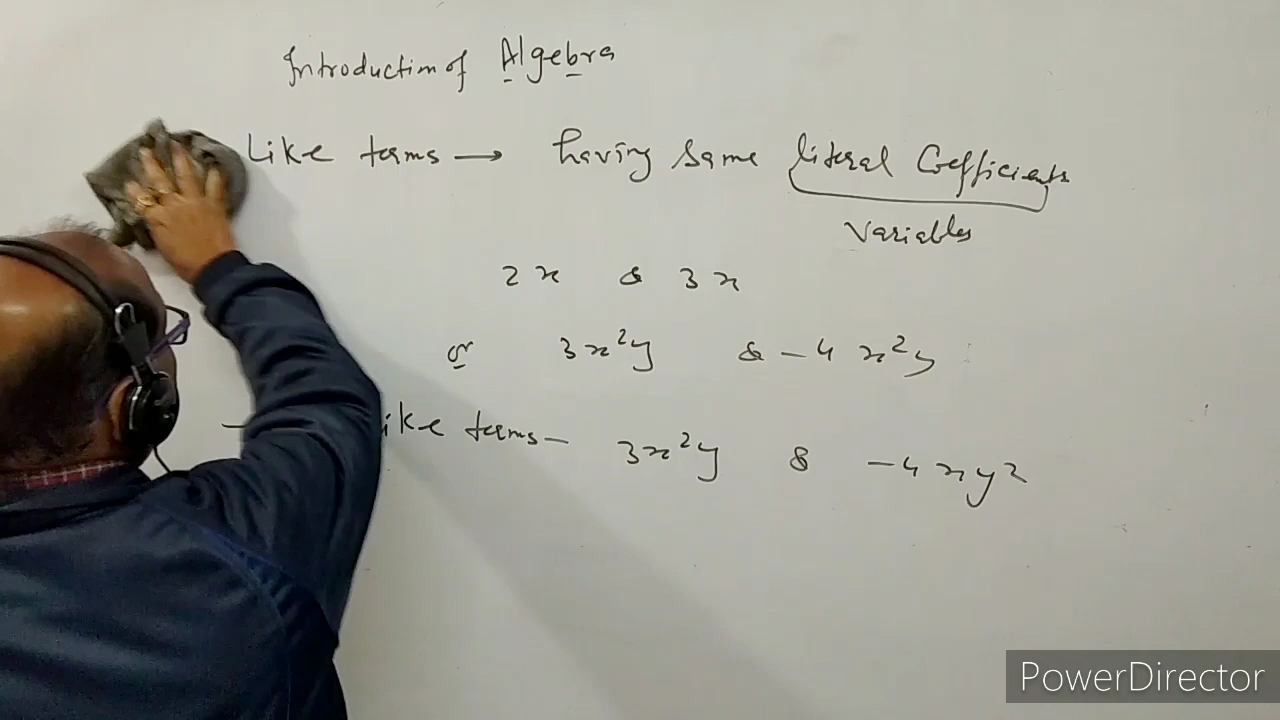 Introduction of Algebra
Like terms → having same literal Coefficients
Variables
2x & 3x
or 3x²y & -4x²y
like terms - 3x²y & -4xy²
PowerDirector